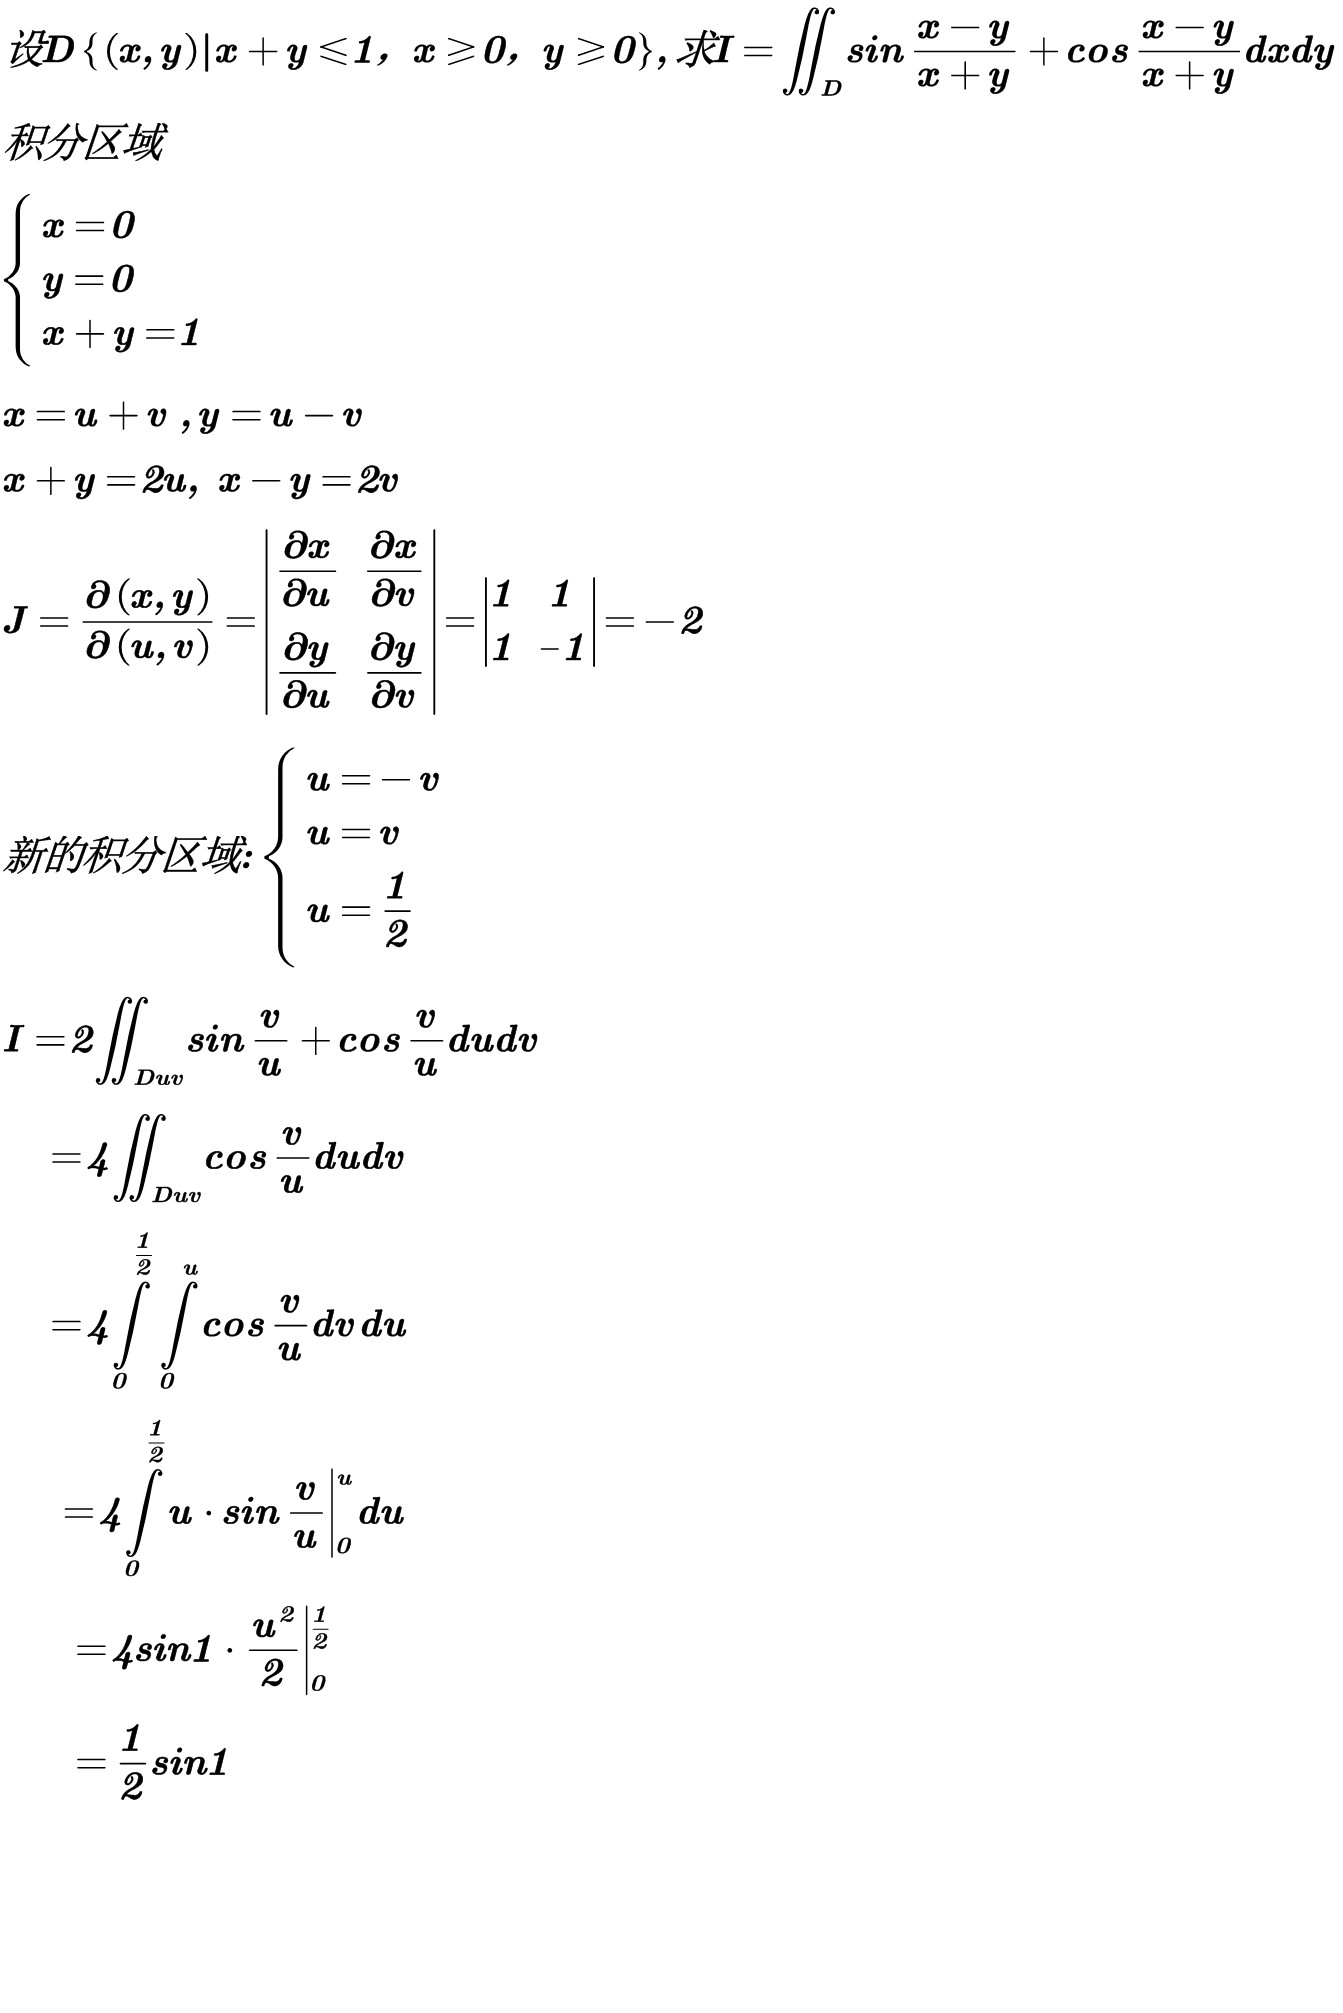 设D{(x,y)|x+y≤1，x≥0，y≥0},求I=∬_D sin (x-y)/(x+y) + cos (x-y)/(x+y) dxdy
积分区域
{ x=0
y=0
x+y=1
x=u+v ,y=u-v
x+y=2u, x-y=2v
J = ∂(x,y)/∂(u,v) = | ∂x/∂u ∂x/∂v ; ∂y/∂u ∂y/∂v | = | 1 1 ; 1 -1 | = -2
新的积分区域: { u=-v
u=v
u=1/2
I=2∬_Duv sin v/u + cos v/u dudv
=4∬_Duv cos v/u dudv
=4∫_0^{1/2} ∫_0^u cos v/u dv du
=4∫_0^{1/2} u·sin v/u |_0^u du
=4sin1· u²/2 |_0^{1/2}
=1/2 sin1